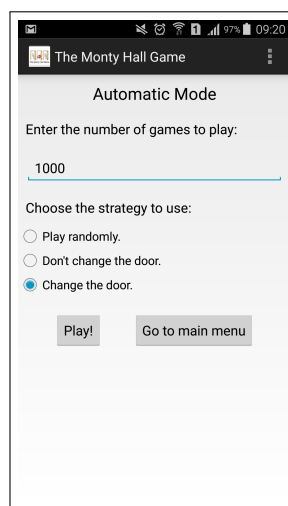 1 97% 09:20
The Monty Hall Game
Automatic Mode
Enter the number of games to play:
1000
Choose the strategy to use:
Play randomly.
Don't change the door.
Change the door.
Play! Go to main menu